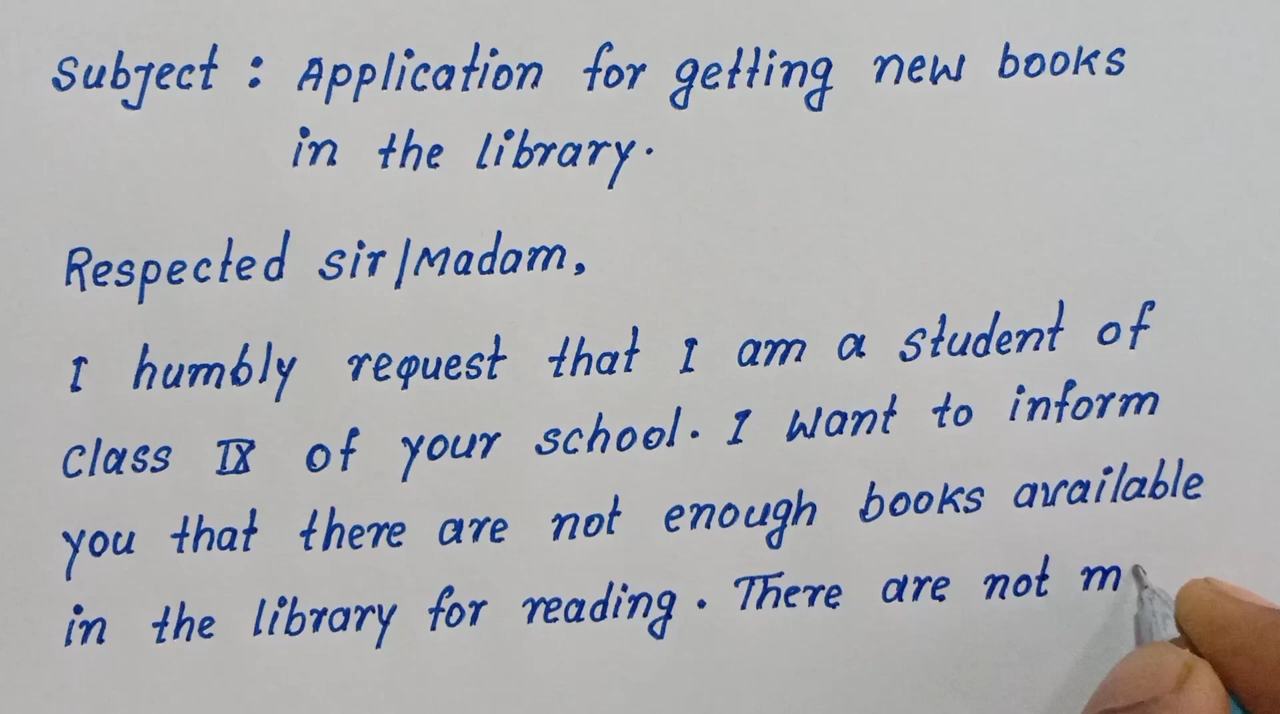 Subject : Application for getting new books
in the library.
Respected sir/Madam,
I humbly request that I am a student of
class IX of your school. I want to inform
you that there are not enough books available
in the library for reading. There are not m